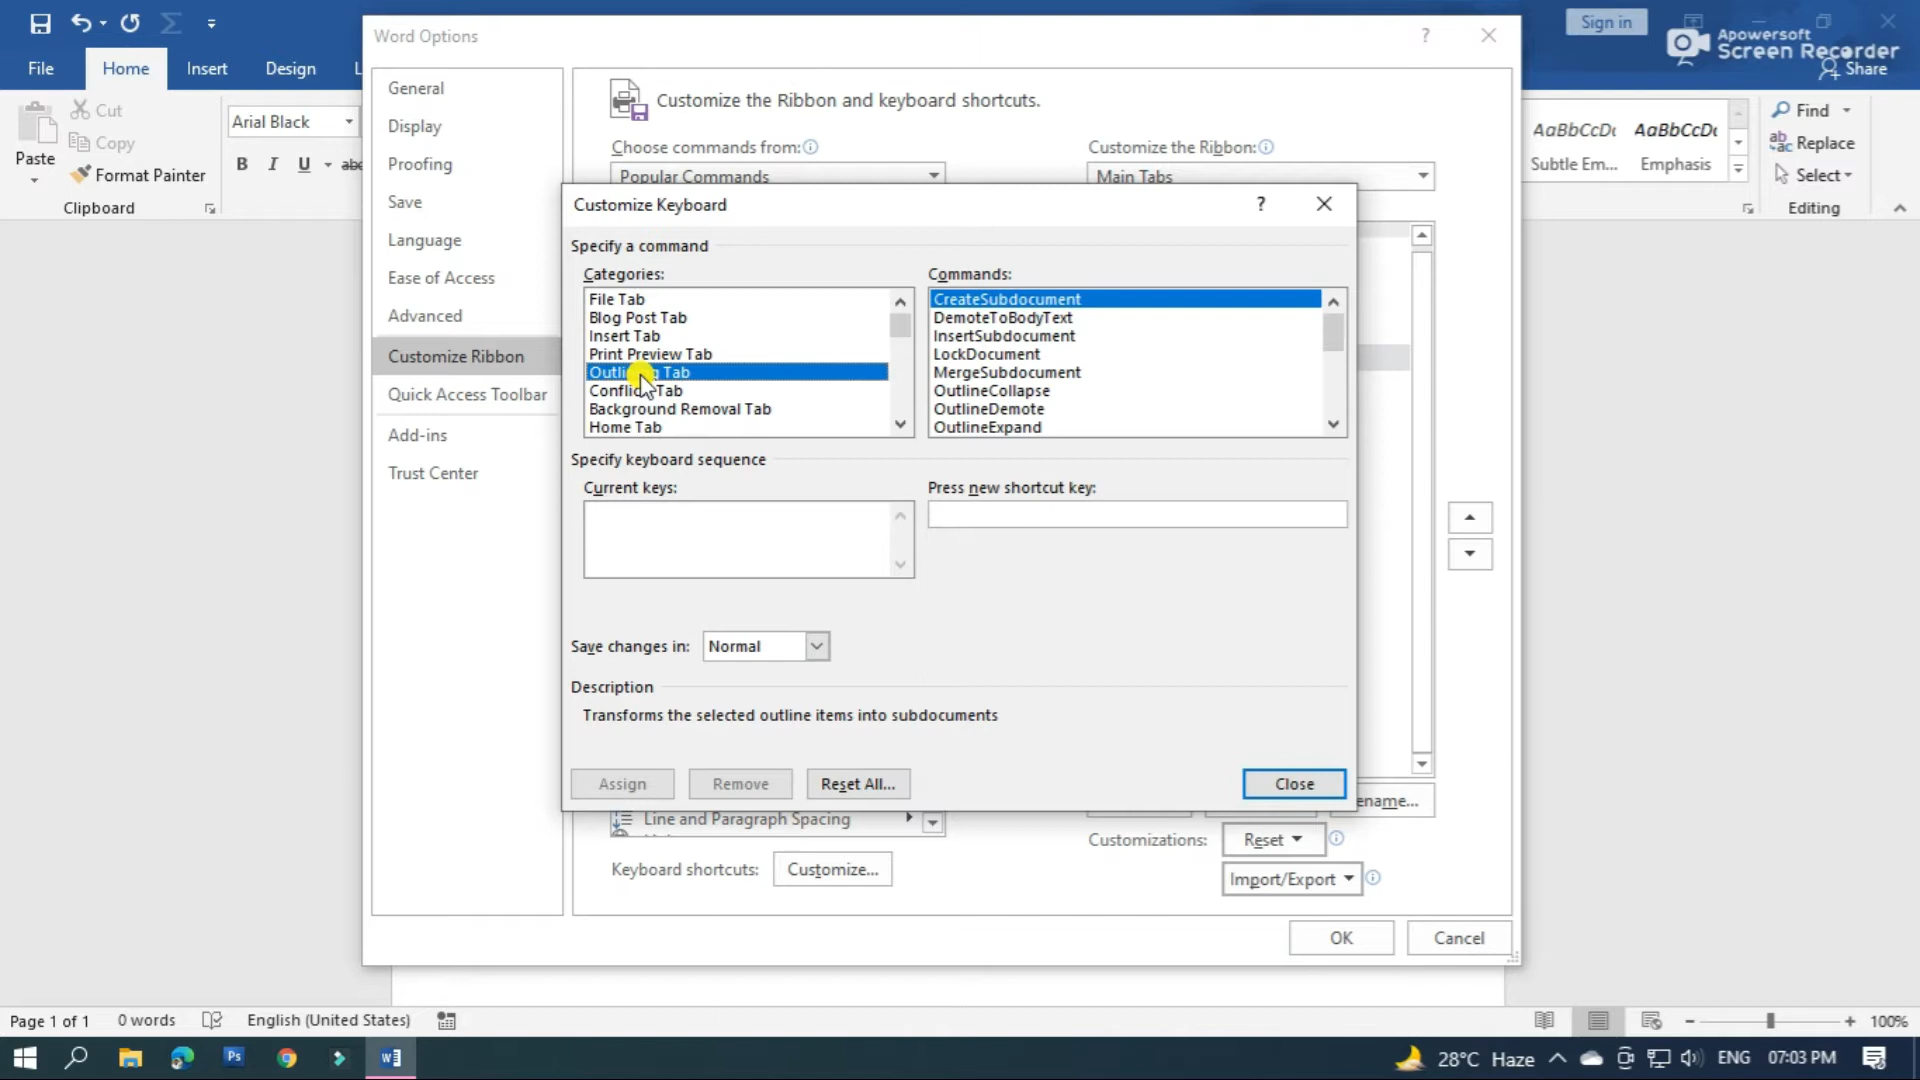 Word Options
Sign in
Apowersoft
Screen Recorder
File
Home
Insert
Design
L
Share
Cut
Copy
Paste
Format Painter
Clipboard
Arial Black
B I U abc
General
Display
Proofing
Save
Language
Ease of Access
Advanced
Customize Ribbon
Quick Access Toolbar
Add-ins
Trust Center
Customize the Ribbon and keyboard shortcuts.
Choose commands from:
Popular Commands
Customize the Ribbon:
Main Tabs
AaBbCcDı AaBbCcDı
Subtle Em... Emphasis
Find
Replace
Select
Editing
Customize Keyboard
Specify a command
Categories:
File Tab
Blog Post Tab
Insert Tab
Print Preview Tab
Outlining Tab
Conflicts Tab
Background Removal Tab
Home Tab
Commands:
CreateSubdocument
DemoteToBodyText
InsertSubdocument
LockDocument
MergeSubdocument
OutlineCollapse
OutlineDemote
OutlineExpand
Specify keyboard sequence
Current keys:
Press new shortcut key:
Save changes in: Normal
Description
Transforms the selected outline items into subdocuments
Assign
Remove
Reset All...
Close
Line and Paragraph Spacing
ename...
Customizations: Reset
Keyboard shortcuts: Customize...
Import/Export
OK
Cancel
Page 1 of 1
0 words
English (United States)
100%
28°C Haze
ENG
07:03 PM